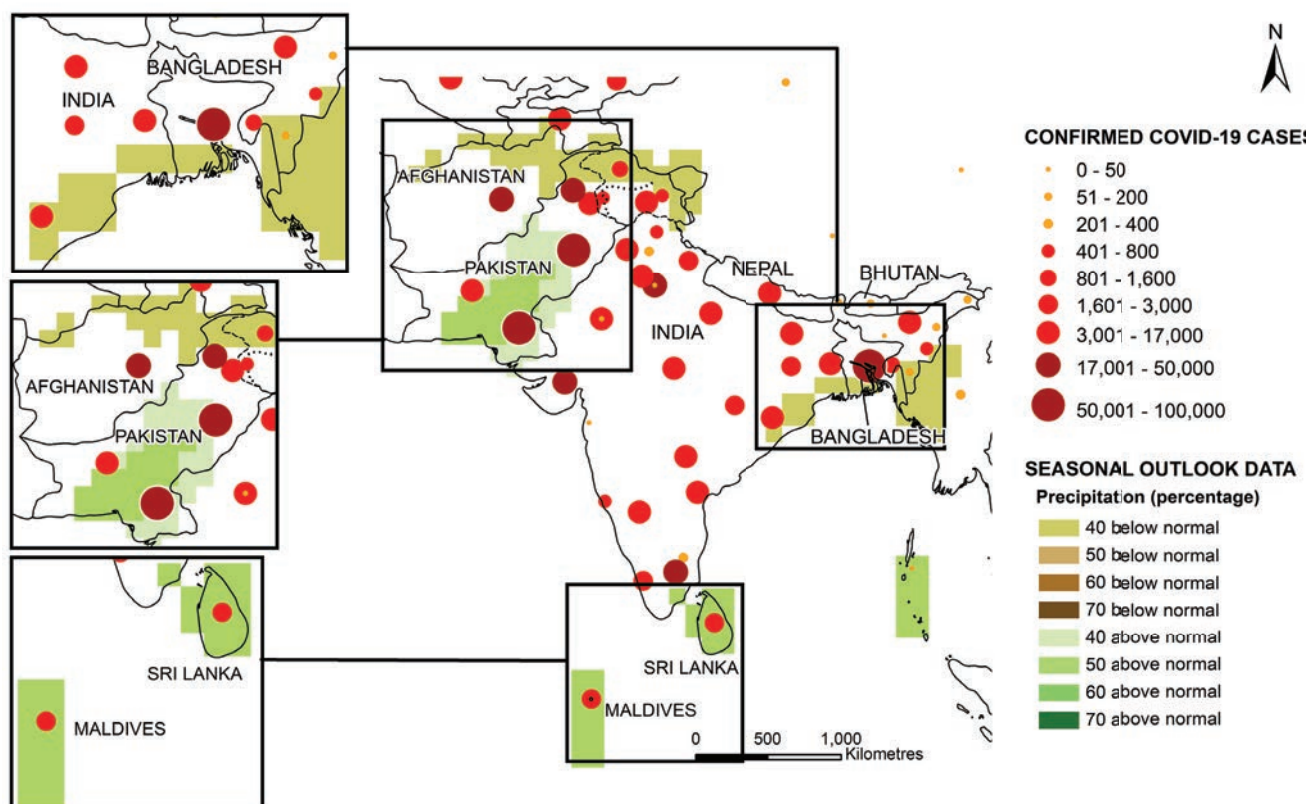 BANGLADESH
INDIA
AFGHANISTAN
PAKISTAN
SRI LANKA
MALDIVES
AFGHANISTAN
PAKISTAN
NEPAL
BHUTAN
INDIA
BANGLADESH
SRI LANKA
MALDIVES
0 500 1,000
Kilometres
N
CONFIRMED COVID-19 CASES
0 - 50
51 - 200
201 - 400
401 - 800
801 - 1,600
1,601 - 3,000
3,001 - 17,000
17,001 - 50,000
50,001 - 100,000
SEASONAL OUTLOOK DATA
Precipitation (percentage)
40 below normal
50 below normal
60 below normal
70 below normal
40 above normal
50 above normal
60 above normal
70 above normal